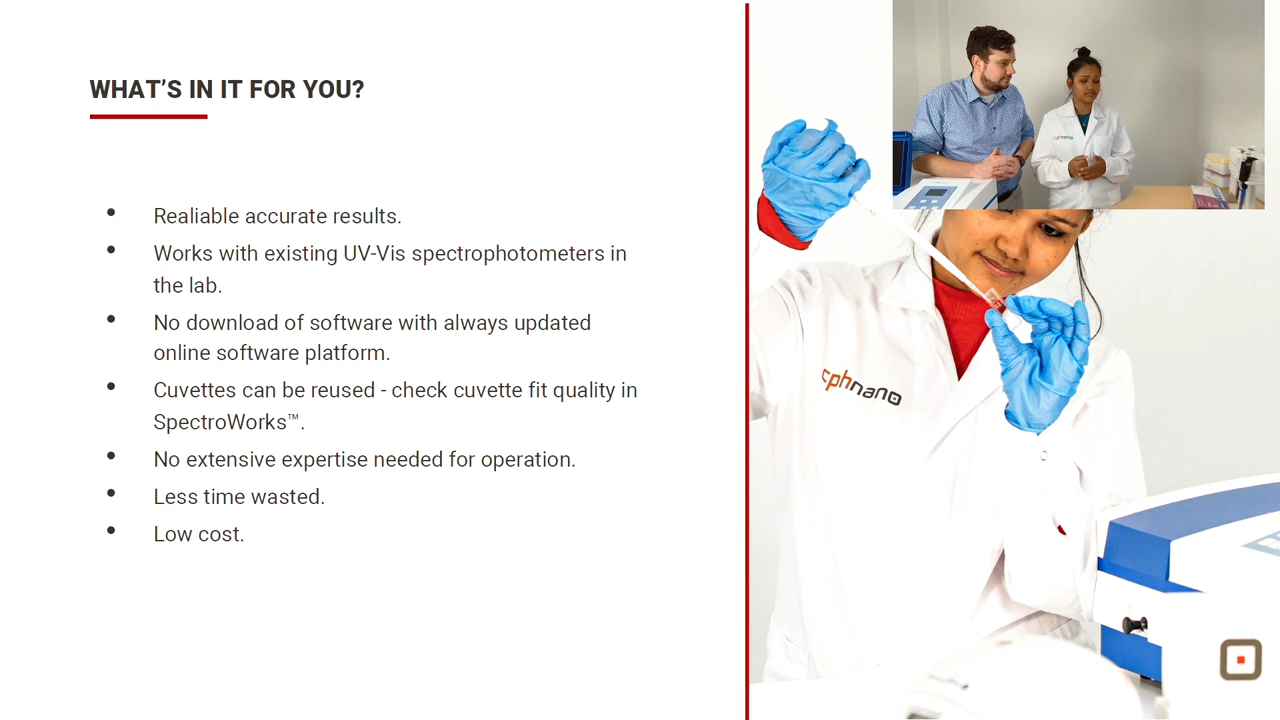 WHAT’S IN IT FOR YOU?
• Realiable accurate results.
• Works with existing UV-Vis spectrophotometers in
the lab.
• No download of software with always updated
online software platform.
• Cuvettes can be reused - check cuvette fit quality in
SpectroWorks™.
• No extensive expertise needed for operation.
• Less time wasted.
• Low cost.
cphnano